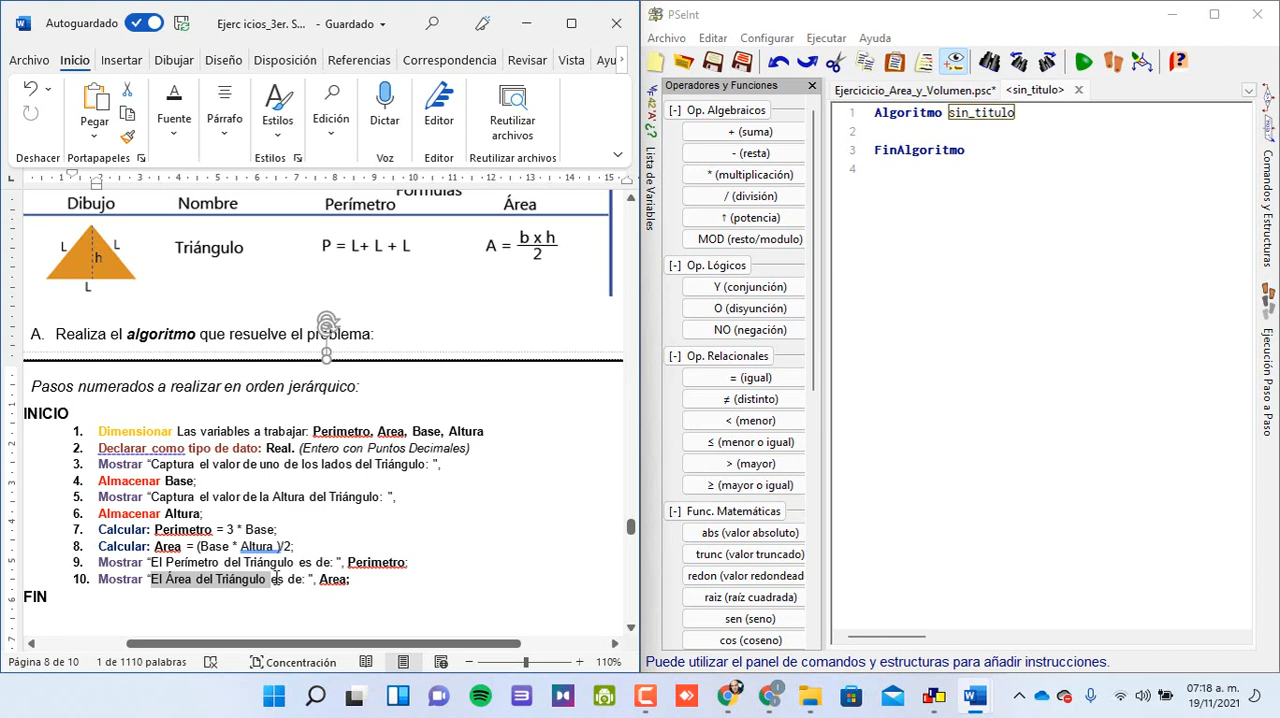 Autoguardado
Ejerc icios_3er. S...
- Guardado
Archivo
Inicio
Insertar
Dibujar
Diseño
Disposición
Referencias
Correspondencia
Revisar
Vista
Ayu
Pegar
Fuente
Párrafo
Estilos
Edición
Dictar
Editor
Reutilizar
archivos
Deshacer
Portapapeles
Estilos
Voz
Editor
Reutilizar archivos
Formulas
Dibujo Nombre Perímetro Área
L L h L
Triángulo
P = L+ L + L
A = b x h
2
A. Realiza el algoritmo que resuelve el problema:
Pasos numerados a realizar en orden jerárquico:
INICIO
1. Dimensionar Las variables a trabajar: Perimetro, Area, Base, Altura
2. Declarar como tipo de dato: Real. (Entero con Puntos Decimales)
3. Mostrar “Captura el valor de uno de los lados del Triángulo: ",
4. Almacenar Base;
5. Mostrar “Captura el valor de la Altura del Triángulo: ",
6. Almacenar Altura;
7. Calcular: Perimetro = 3 * Base;
8. Calcular: Area = (Base * Altura )/2;
9. Mostrar “El Perímetro del Triángulo es de: ", Perimetro;
10. Mostrar “El Área del Triángulo es de: ", Area;
FIN
Página 8 de 10
1 de 1110 palabras
Concentración
110%
PSeInt
Archivo Editar Configurar Ejecutar Ayuda
Lista de Variables
Operadores y Funciones
[-] Op. Algebraicos
+ (suma)
- (resta)
* (multiplicación)
/ (división)
↑ (potencia)
MOD (resto/modulo)
[-] Op. Lógicos
Y (conjunción)
O (disyunción)
NO (negación)
[-] Op. Relacionales
= (igual)
≠ (distinto)
< (menor)
≤ (menor o igual)
> (mayor)
≥ (mayor o igual)
[-] Func. Matemáticas
abs (valor absoluto)
trunc (valor truncado)
redon (valor redondead
raiz (raíz cuadrada)
sen (seno)
cos (coseno)
Ejercicicio_Area_y_Volumen.psc*
<sin_titulo>
1 Algoritmo sin_titulo
2
3 FinAlgoritmo
4
Comandos y Estructuras
Ejecución Paso a Paso
Puede utilizar el panel de comandos y estructuras para añadir instrucciones.
07:18 a. m.
19/11/2021